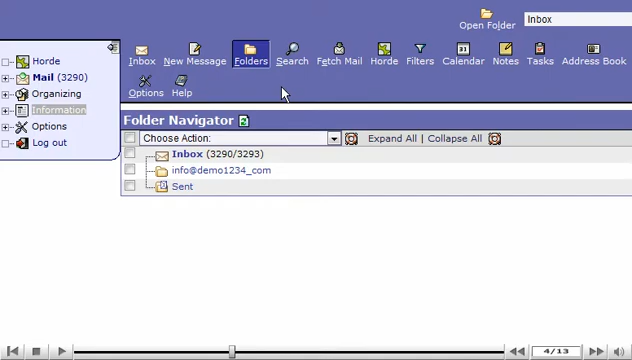 Open Folder
Inbox
Inbox New Message Folders Search Fetch Mail Horde Filters Calendar Notes Tasks Address Book
Options Help
Horde
Mail (3290)
Organizing
Information
Options
Log out
Folder Navigator
Choose Action: Expand All | Collapse All
Inbox (3290/3293)
info@demo1234_com
Sent
4/13